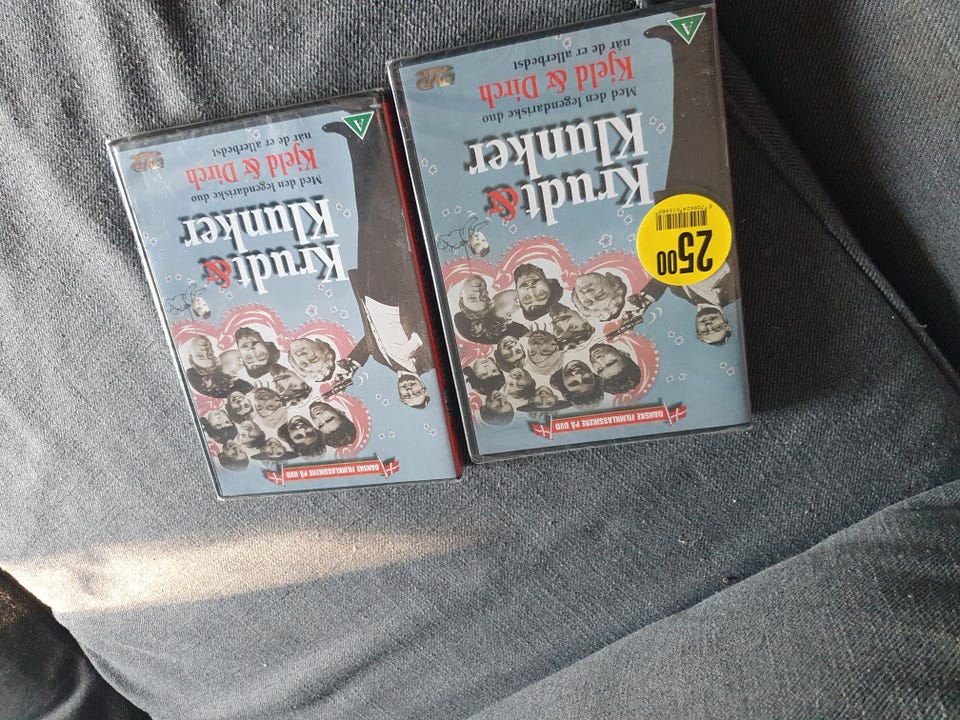 DANSKE FILMKLASSIKERE PÅ DVD
Krudt&
Klunker
Med den legendariske duo
Kjeld & Dirch
når de er allerbedst
A
25.00
DANSKE FILMKLASSIKERE PÅ DVD
Krudt&
Klunker
Med den legendariske duo
Kjeld & Dirch
når de er allerbedst
A